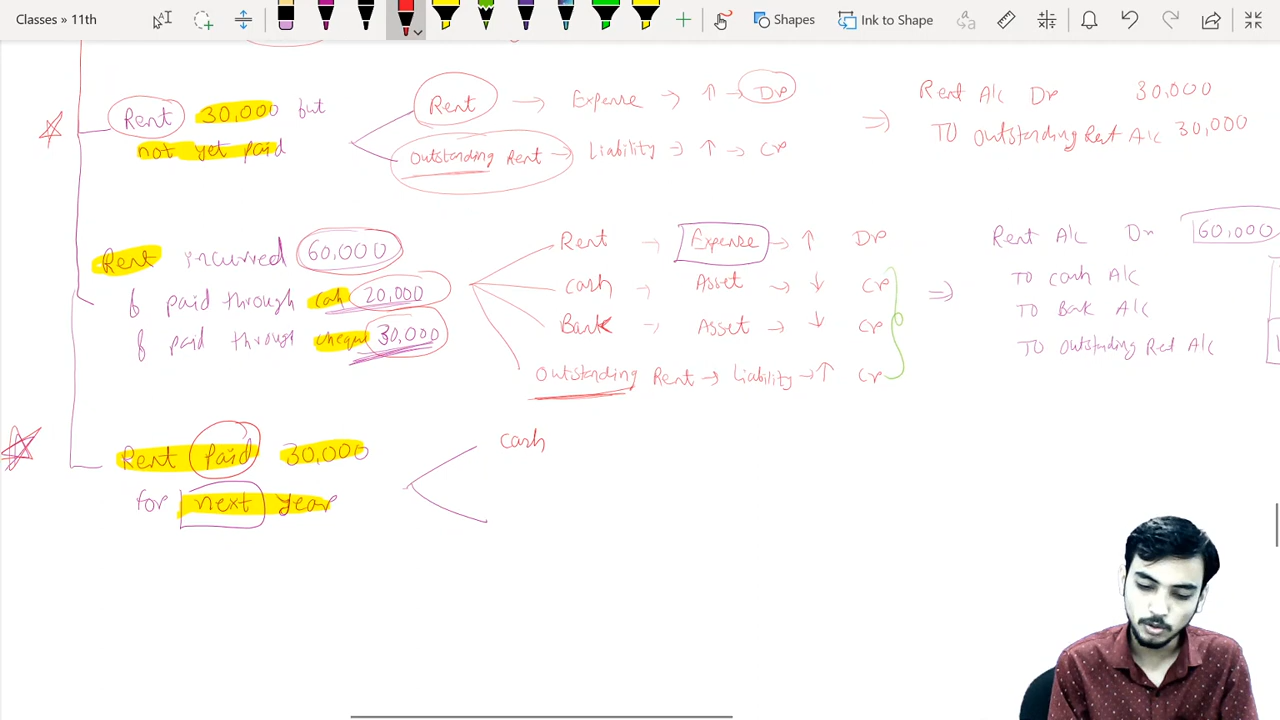 Classes » 11th
Shapes
Ink to Shape
Rent 30,000 but
not yet paid
Rent → Expense → ↑ → Dr
Outstanding Rent → Liability → ↑ → Cr
⇒ Rent A/c Dr 30,000
To Outstanding Rent A/c 30,000
Rent incurred 60,000
& paid through cash 20,000
& paid through cheque 30,000
Rent → Expense → ↑ Dr
cash → Asset → ↓ Cr
Bank → Asset → ↓ Cr
Outstanding Rent → Liability → ↑ Cr
⇒ Rent A/c Dr 60,000
To cash A/c
To Bank A/c
To Outstanding Rent A/c
Rent Paid 30,000
for next year
cash